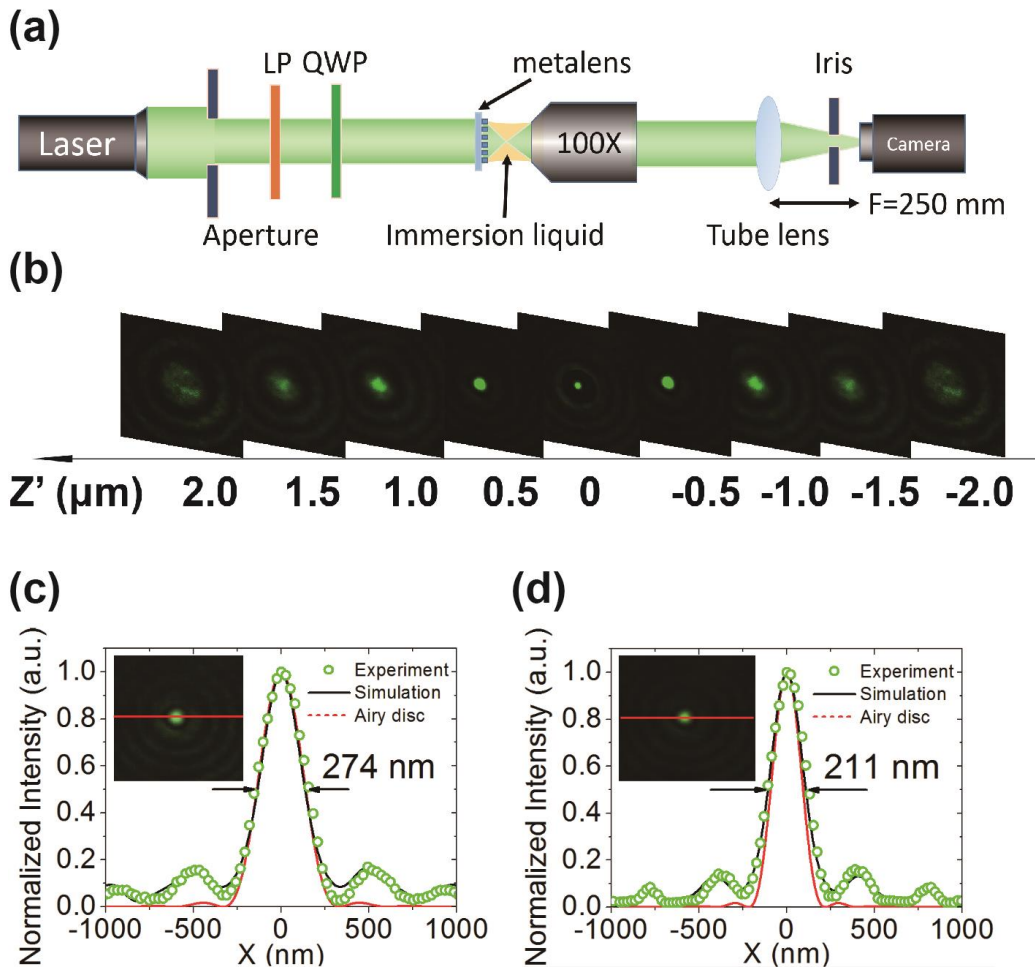 (a)
LP QWP metalens Iris
Laser 100X Camera
F=250 mm
Aperture Immersion liquid Tube lens
(b)
Z' (µm) 2.0 1.5 1.0 0.5 0 -0.5 -1.0 -1.5 -2.0
(c)
Normalized Intensity (a.u.)
1.0
0.8
0.6
0.4
0.2
0.0
Experiment
Simulation
Airy disc
274 nm
-1000 -500 0 500 1000
X (nm)
(d)
Normalized Intensity (a.u.)
1.0
0.8
0.6
0.4
0.2
0.0
Experiment
Simulation
Airy disc
211 nm
-1000 -500 0 500 1000
X (nm)